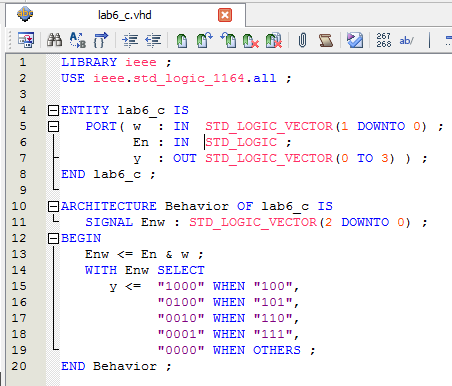 lab6_c.vhd
267
268 ab/
1 LIBRARY ieee ;
2 USE ieee.std_logic_1164.all ;
3
4 ENTITY lab6_c IS
5 PORT( w : IN STD_LOGIC_VECTOR(1 DOWNTO 0) ;
6 En : IN STD_LOGIC ;
7 y : OUT STD_LOGIC_VECTOR(0 TO 3) ) ;
8 END lab6_c ;
9
10 ARCHITECTURE Behavior OF lab6_c IS
11 SIGNAL Enw : STD_LOGIC_VECTOR(2 DOWNTO 0) ;
12 BEGIN
13 Enw <= En & w ;
14 WITH Enw SELECT
15 y <= "1000" WHEN "100",
16 "0100" WHEN "101",
17 "0010" WHEN "110",
18 "0001" WHEN "111",
19 "0000" WHEN OTHERS ;
20 END Behavior ;